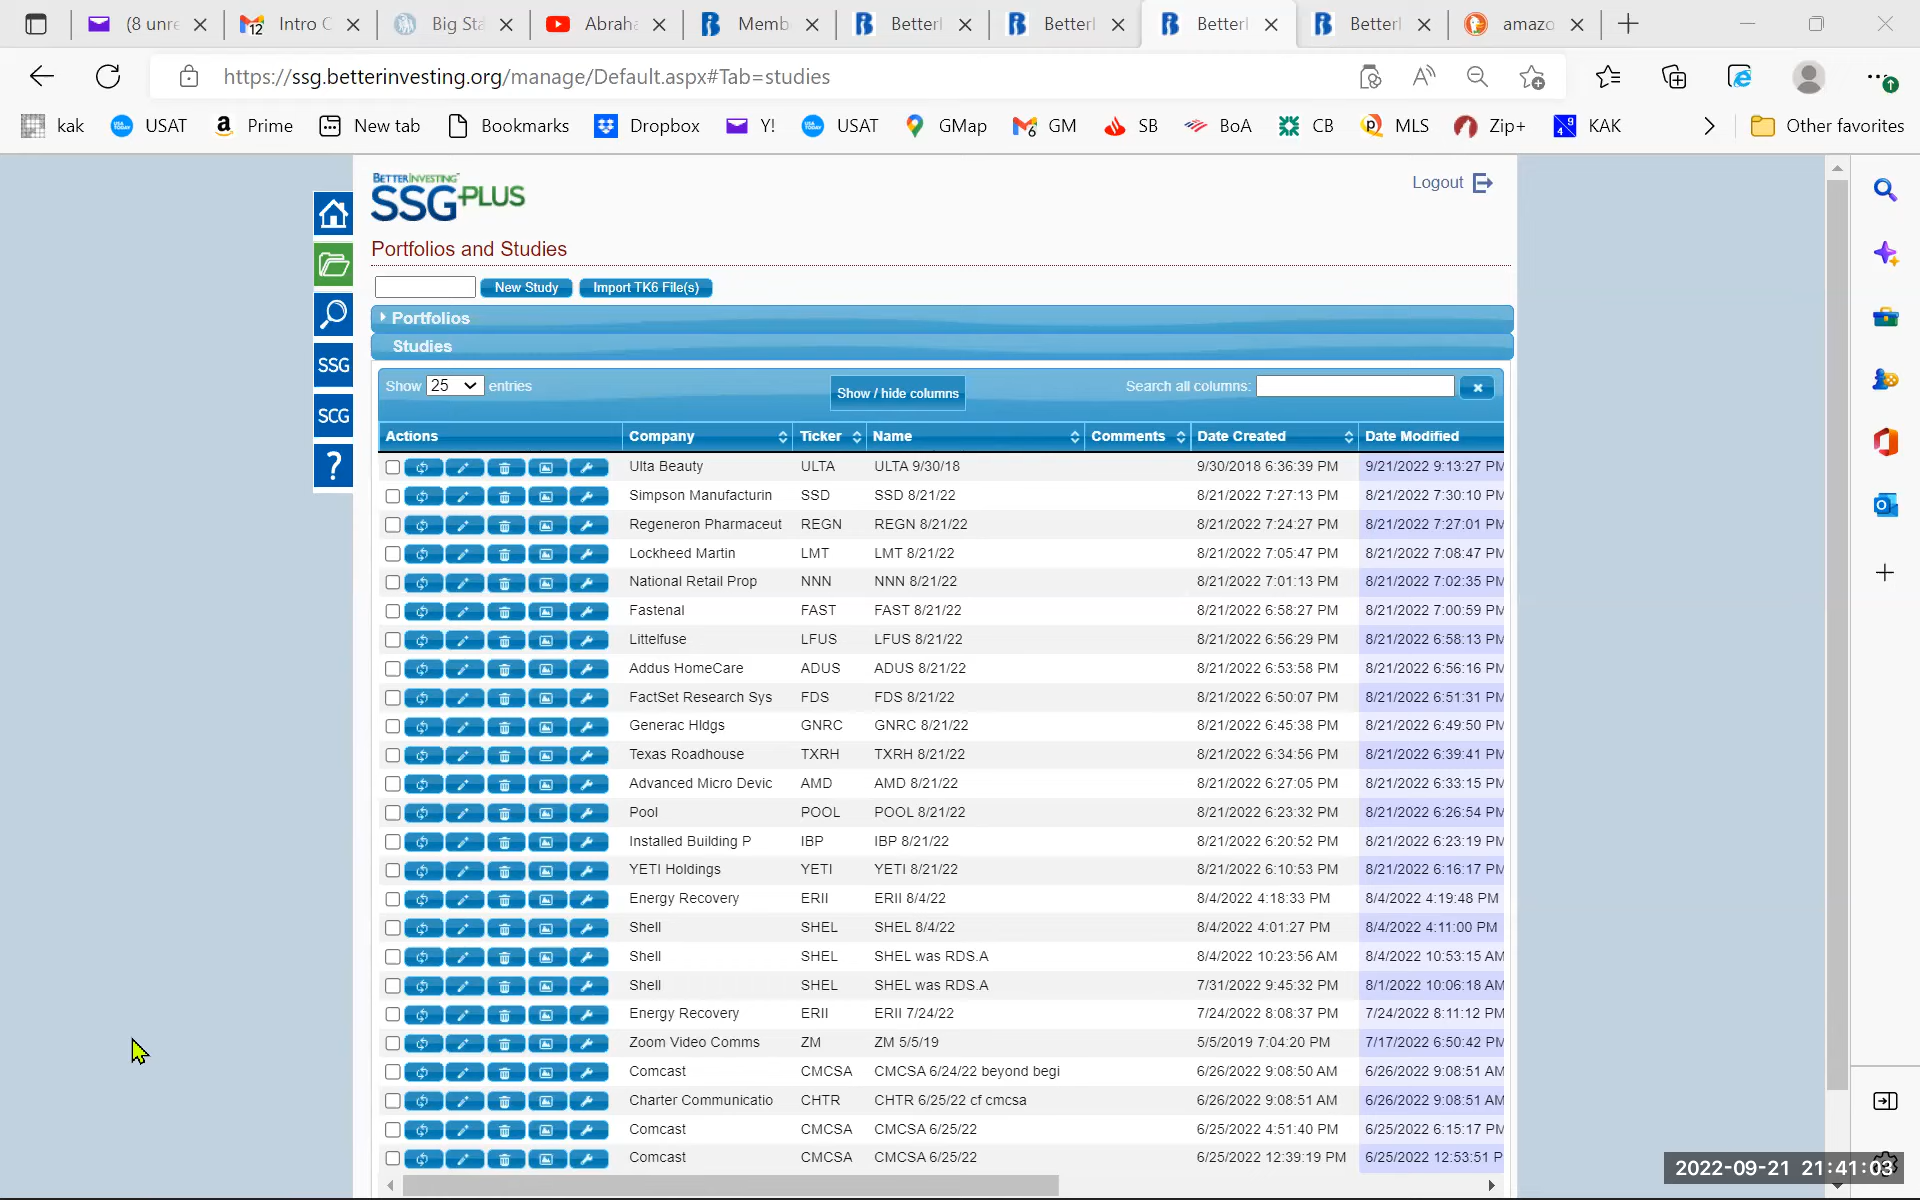 (8 unre
12 Intro C
Big Sta
Abraha
Memb
BetterI
BetterI
BetterI
BetterI
amazo
https://ssg.betterinvesting.org/manage/Default.aspx#Tab=studies
kak USAT Prime New tab Bookmarks Dropbox Y! USAT GMap GM SB BoA CB MLS Zip+ KAK Other favorites
BETTERINVESTING
SSGPLUS
Logout
Portfolios and Studies
New Study Import TK6 File(s)
Portfolios
Studies
SSG
SCG
?
Show 25 entries Show / hide columns Search all columns:
Actions Company Ticker Name Comments Date Created Date Modified
Ulta Beauty ULTA ULTA 9/30/18 9/30/2018 6:36:39 PM 9/21/2022 9:13:27 PM
Simpson Manufacturin SSD SSD 8/21/22 8/21/2022 7:27:13 PM 8/21/2022 7:30:10 PM
Regeneron Pharmaceut REGN REGN 8/21/22 8/21/2022 7:24:27 PM 8/21/2022 7:27:01 PM
Lockheed Martin LMT LMT 8/21/22 8/21/2022 7:05:47 PM 8/21/2022 7:08:47 PM
National Retail Prop NNN NNN 8/21/22 8/21/2022 7:01:13 PM 8/21/2022 7:02:35 PM
Fastenal FAST FAST 8/21/22 8/21/2022 6:58:27 PM 8/21/2022 7:00:59 PM
Littelfuse LFUS LFUS 8/21/22 8/21/2022 6:56:29 PM 8/21/2022 6:58:13 PM
Addus HomeCare ADUS ADUS 8/21/22 8/21/2022 6:53:58 PM 8/21/2022 6:56:16 PM
FactSet Research Sys FDS FDS 8/21/22 8/21/2022 6:50:07 PM 8/21/2022 6:51:31 PM
Generac Hldgs GNRC GNRC 8/21/22 8/21/2022 6:45:38 PM 8/21/2022 6:49:50 PM
Texas Roadhouse TXRH TXRH 8/21/22 8/21/2022 6:34:56 PM 8/21/2022 6:39:41 PM
Advanced Micro Devic AMD AMD 8/21/22 8/21/2022 6:27:05 PM 8/21/2022 6:33:15 PM
Pool POOL POOL 8/21/22 8/21/2022 6:23:32 PM 8/21/2022 6:26:54 PM
Installed Building P IBP IBP 8/21/22 8/21/2022 6:20:52 PM 8/21/2022 6:23:19 PM
YETI Holdings YETI YETI 8/21/22 8/21/2022 6:10:53 PM 8/21/2022 6:16:17 PM
Energy Recovery ERII ERII 8/4/22 8/4/2022 4:18:33 PM 8/4/2022 4:19:48 PM
Shell SHEL SHEL 8/4/22 8/4/2022 4:01:27 PM 8/4/2022 4:11:00 PM
Shell SHEL SHEL was RDS.A 8/4/2022 10:23:56 AM 8/4/2022 10:53:15 AM
Shell SHEL SHEL was RDS.A 7/31/2022 9:45:32 PM 8/1/2022 10:06:18 AM
Energy Recovery ERII ERII 7/24/22 7/24/2022 8:08:37 PM 7/24/2022 8:11:12 PM
Zoom Video Comms ZM ZM 5/5/19 5/5/2019 7:04:20 PM 7/17/2022 6:50:42 PM
Comcast CMCSA CMCSA 6/24/22 beyond begi 6/26/2022 9:08:50 AM 6/26/2022 9:08:51 AM
Charter Communicatio CHTR CHTR 6/25/22 cf cmcsa 6/26/2022 9:08:51 AM 6/26/2022 9:08:51 AM
Comcast CMCSA CMCSA 6/25/22 6/25/2022 4:51:40 PM 6/25/2022 6:15:17 PM
Comcast CMCSA CMCSA 6/25/22 6/25/2022 12:39:19 PM 6/25/2022 12:53:51 P
2022-09-21 21:41:03